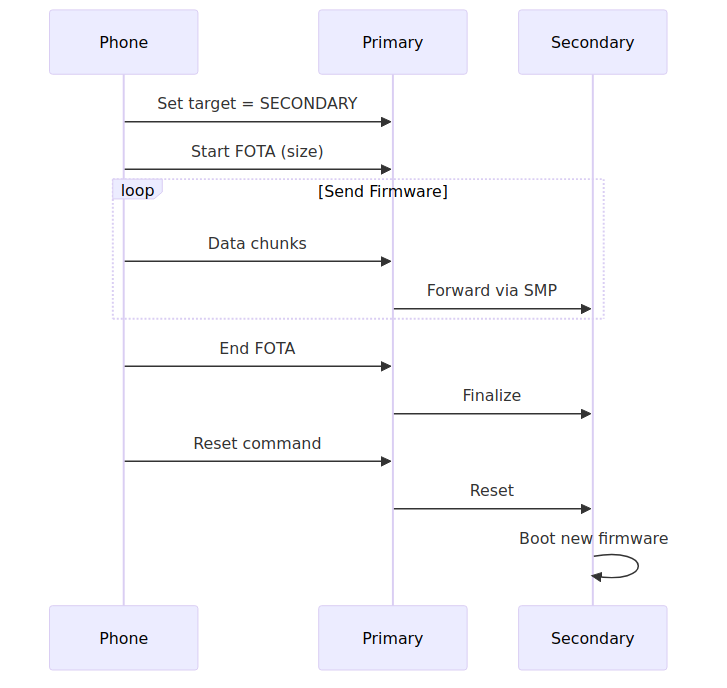 Phone
Primary
Secondary
Set target = SECONDARY
Start FOTA (size)
loop
[Send Firmware]
Data chunks
Forward via SMP
End FOTA
Finalize
Reset command
Reset
Boot new firmware
Phone
Primary
Secondary